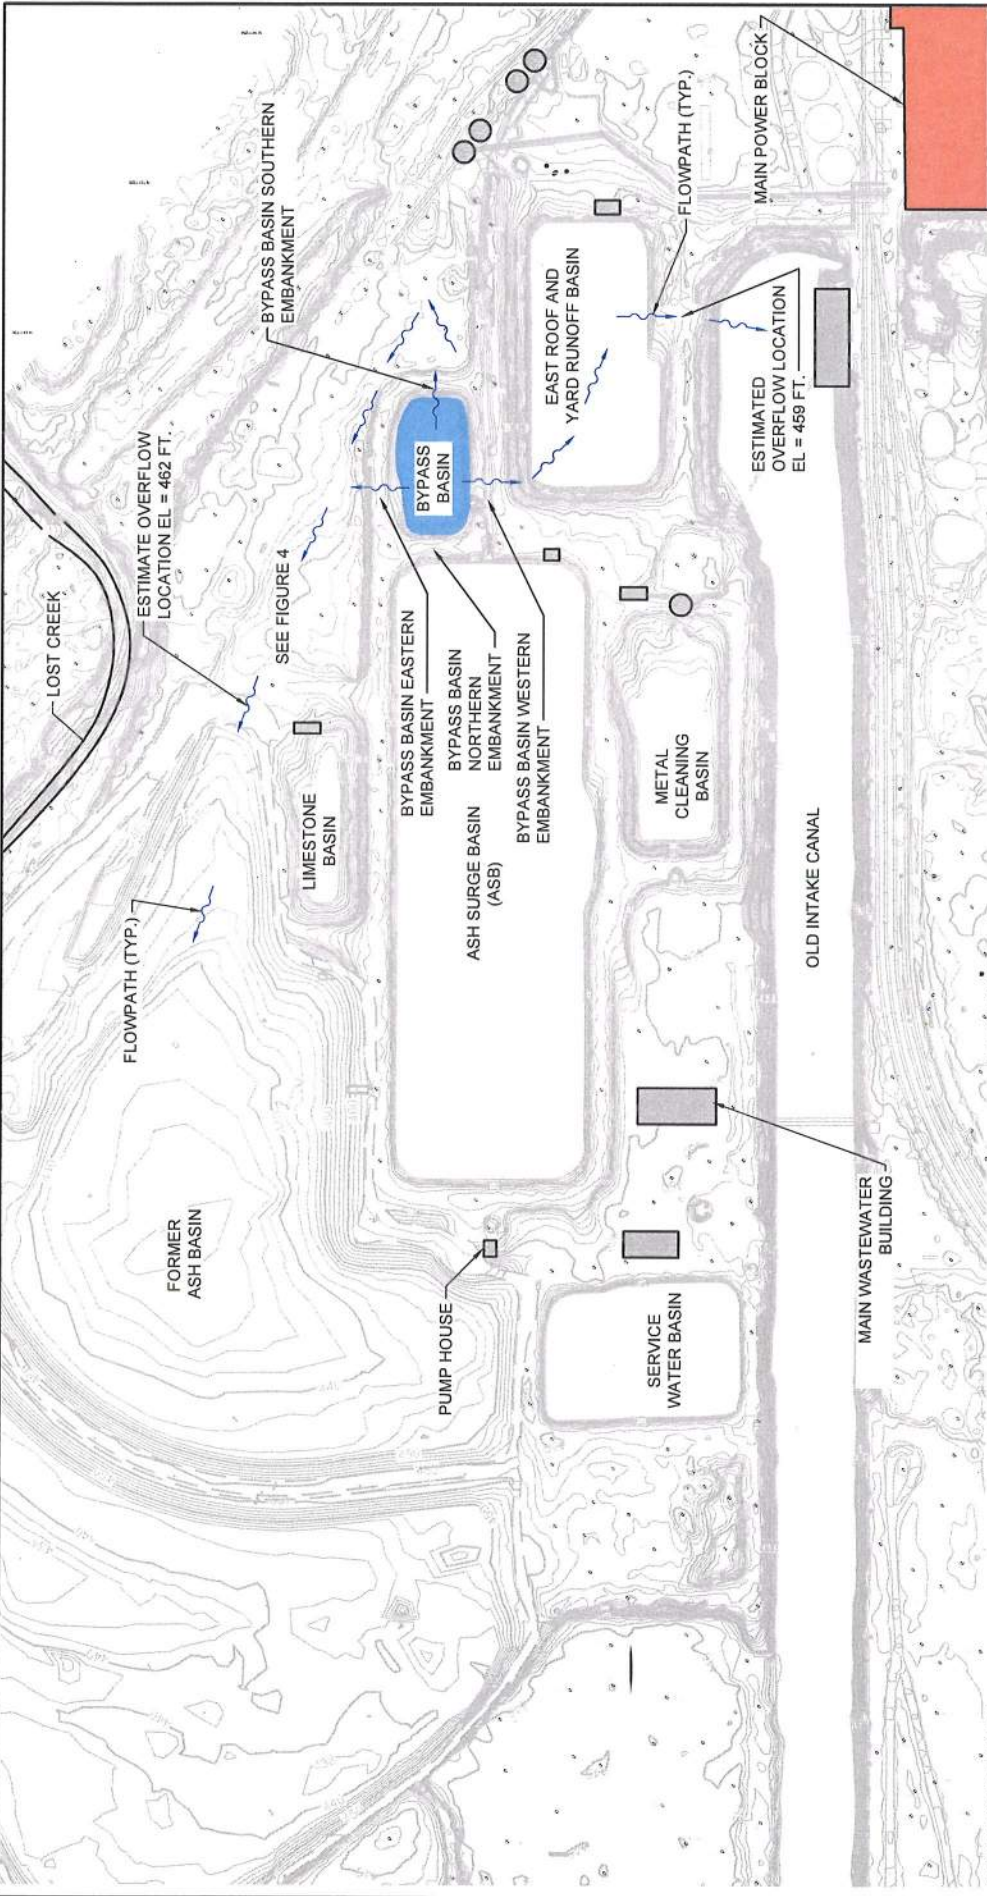 LOST CREEK
ESTIMATE OVERFLOW
LOCATION EL = 462 FT.
SEE FIGURE 4
BYPASS BASIN SOUTHERN
EMBANKMENT
FLOWPATH (TYP.)
LIMESTONE
BASIN
FORMER
ASH BASIN
BYPASS
BASIN
BYPASS BASIN EASTERN
EMBANKMENT
BYPASS BASIN
NORTHERN
EMBANKMENT
BYPASS BASIN WESTERN
EMBANKMENT
ASH SURGE BASIN
(ASB)
PUMP HOUSE
EAST ROOF AND
YARD RUNOFF BASIN
FLOWPATH (TYP.)
MAIN POWER BLOCK
ESTIMATED
OVERFLOW LOCATION
EL = 459 FT.
METAL
CLEANING
BASIN
SERVICE
WATER BASIN
OLD INTAKE CANAL
MAIN WASTEWATER
BUILDING